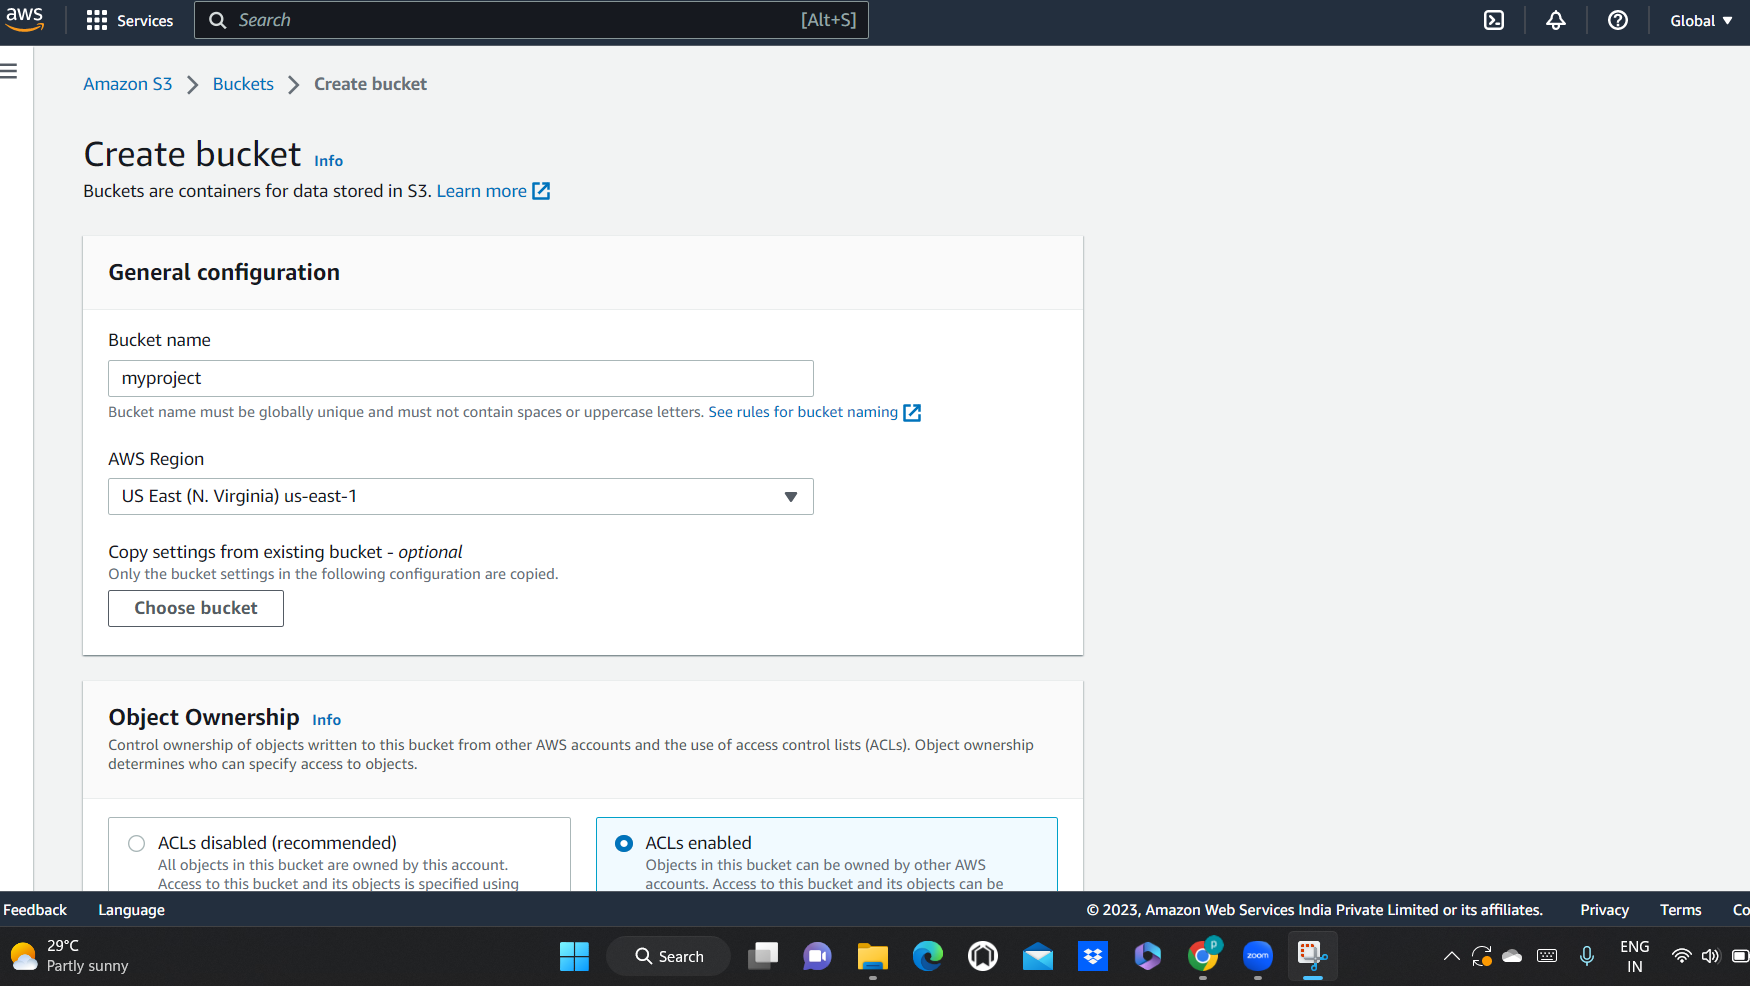 aws
Services
Search [Alt+S]
Global
Amazon S3 Buckets Create bucket
Create bucket Info
Buckets are containers for data stored in S3. Learn more
General configuration
Bucket name
myproject
Bucket name must be globally unique and must not contain spaces or uppercase letters. See rules for bucket naming
AWS Region
US East (N. Virginia) us-east-1
Copy settings from existing bucket - optional
Only the bucket settings in the following configuration are copied.
Choose bucket
Object Ownership Info
Control ownership of objects written to this bucket from other AWS accounts and the use of access control lists (ACLs). Object ownership
determines who can specify access to objects.
ACLs disabled (recommended)
All objects in this bucket are owned by this account.
Access to this bucket and its objects is specified using
ACLs enabled
Objects in this bucket can be owned by other AWS
accounts. Access to this bucket and its objects can be
Feedback Language © 2023, Amazon Web Services India Private Limited or its affiliates. Privacy Terms Co
29°C
Partly sunny
Search
p
zoom
ENG
IN